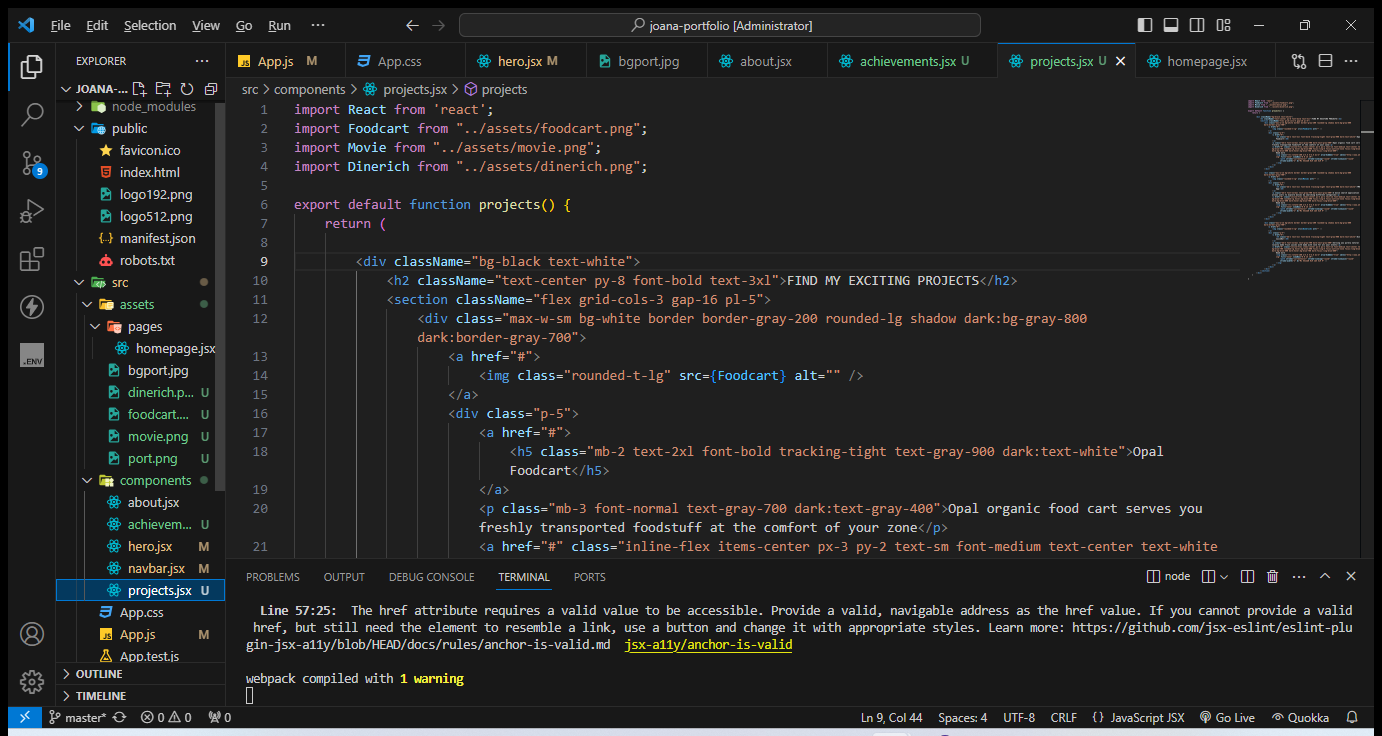 File Edit Selection View Go Run ··· joana-portfolio [Administrator]
EXPLORER ···
App.js M App.css hero.jsx M bgport.jpg about.jsx achievements.jsx U projects.jsx U homepage.jsx
JOANA-...
src > components > projects.jsx > projects
node_modules
public
favicon.ico
index.html
logo192.png
logo512.png
manifest.json
robots.txt
src
assets
pages
homepage.jsx
bgport.jpg
dinerich.p... U
foodcart.... U
movie.png U
port.png U
components
about.jsx
achievem... U
hero.jsx M
navbar.jsx M
projects.jsx U
App.css
App.js M
App.test.js
OUTLINE
TIMELINE
9
.ENV
1 import React from 'react';
2 import Foodcart from "../assets/foodcart.png";
3 import Movie from "../assets/movie.png";
4 import Dinerich from "../assets/dinerich.png";
5
6 export default function projects() {
7 return (
8
9 <div className="bg-black text-white">
10 <h2 className="text-center py-8 font-bold text-3xl">FIND MY EXCITING PROJECTS</h2>
11 <section className="flex grid-cols-3 gap-16 pl-5">
12 <div class="max-w-sm bg-white border border-gray-200 rounded-lg shadow dark:bg-gray-800
dark:border-gray-700">
13 <a href="#">
14 <img class="rounded-t-lg" src={Foodcart} alt="" />
15 </a>
16 <div class="p-5">
17 <a href="#">
18 <h5 class="mb-2 text-2xl font-bold tracking-tight text-gray-900 dark:text-white">Opal
Foodcart</h5>
19 </a>
20 <p class="mb-3 font-normal text-gray-700 dark:text-gray-400">Opal organic food cart serves you
freshly transported foodstuff at the comfort of your zone</p>
21 <a href="#" class="inline-flex items-center px-3 py-2 text-sm font-medium text-center text-white
PROBLEMS OUTPUT DEBUG CONSOLE TERMINAL PORTS node
Line 57:25: The href attribute requires a valid value to be accessible. Provide a valid, navigable address as the href value. If you cannot provide a valid
href, but still need the element to resemble a link, use a button and change it with appropriate styles. Learn more: https://github.com/jsx-eslint/eslint-plu
gin-jsx-a11y/blob/HEAD/docs/rules/anchor-is-valid.md jsx-a11y/anchor-is-valid
webpack compiled with 1 warning
master* 0 0 0 Ln 9, Col 44 Spaces: 4 UTF-8 CRLF {} JavaScript JSX Go Live Quokka